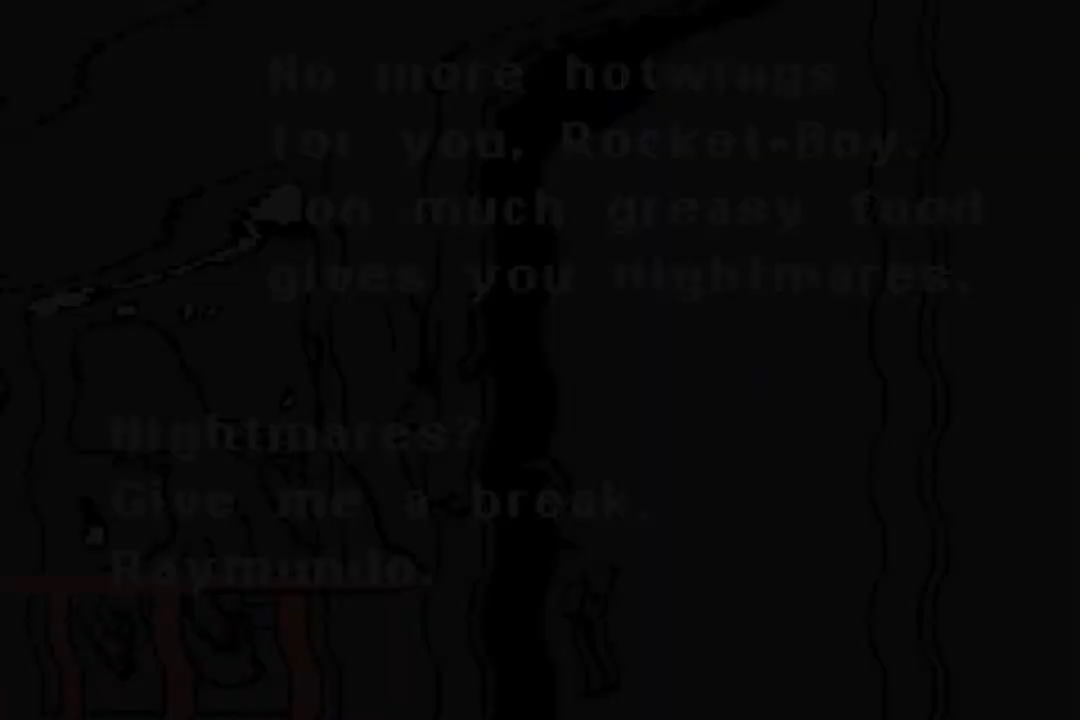 No more hotwings
for you, Rocket-Boy.
Too much greasy food
gives you nightmares.
Nightmares?
Give me a break,
Raymundo.